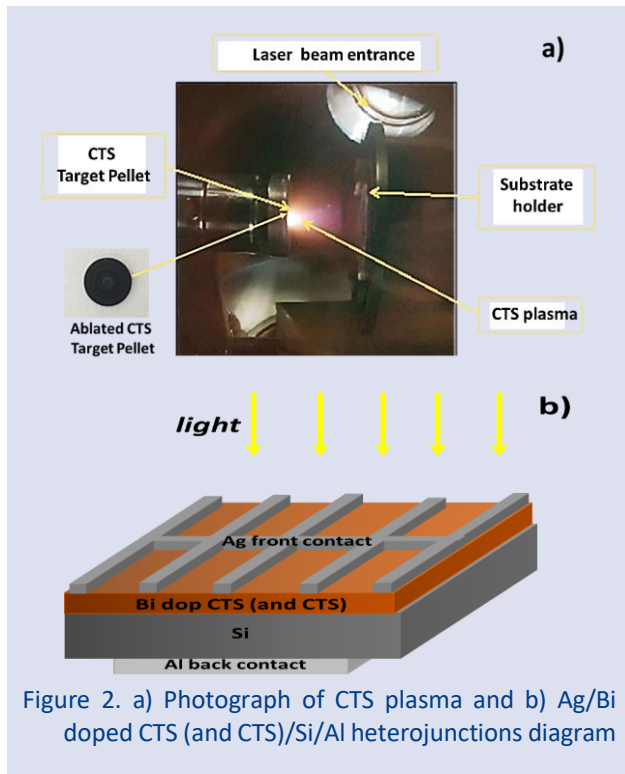 Laser beam entrance
a)
CTS
Target Pellet
Substrate
holder
CTS plasma
Ablated CTS
Target Pellet
b)
light
Ag front contact
Bi dop CTS (and CTS)
Si
Al back contact
Figure 2. a) Photograph of CTS plasma and b) Ag/Bi
doped CTS (and CTS)/Si/Al heterojunctions diagram